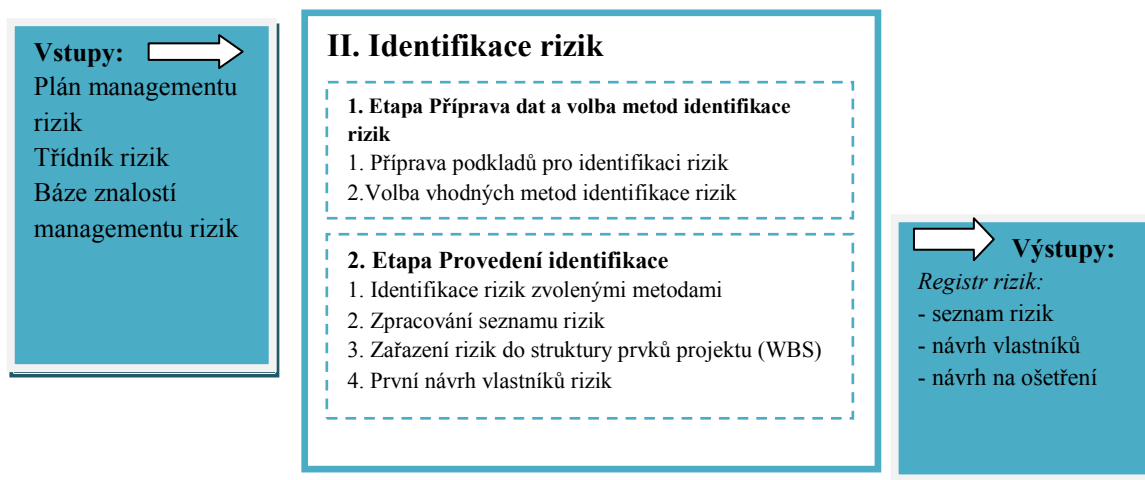 Vstupy:
Plán managementu
rizik
Třídník rizik
Báze znalostí
managementu rizik
II. Identifikace rizik
1. Etapa Příprava dat a volba metod identifikace
rizik
1. Příprava podkladů pro identifikaci rizik
2.Volba vhodných metod identifikace rizik
2. Etapa Provedení identifikace
1. Identifikace rizik zvolenými metodami
2. Zpracování seznamu rizik
3. Zařazení rizik do struktury prvků projektu (WBS)
4. První návrh vlastníků rizik
Výstupy:
Registr rizik:
- seznam rizik
- návrh vlastníků
- návrh na ošetření